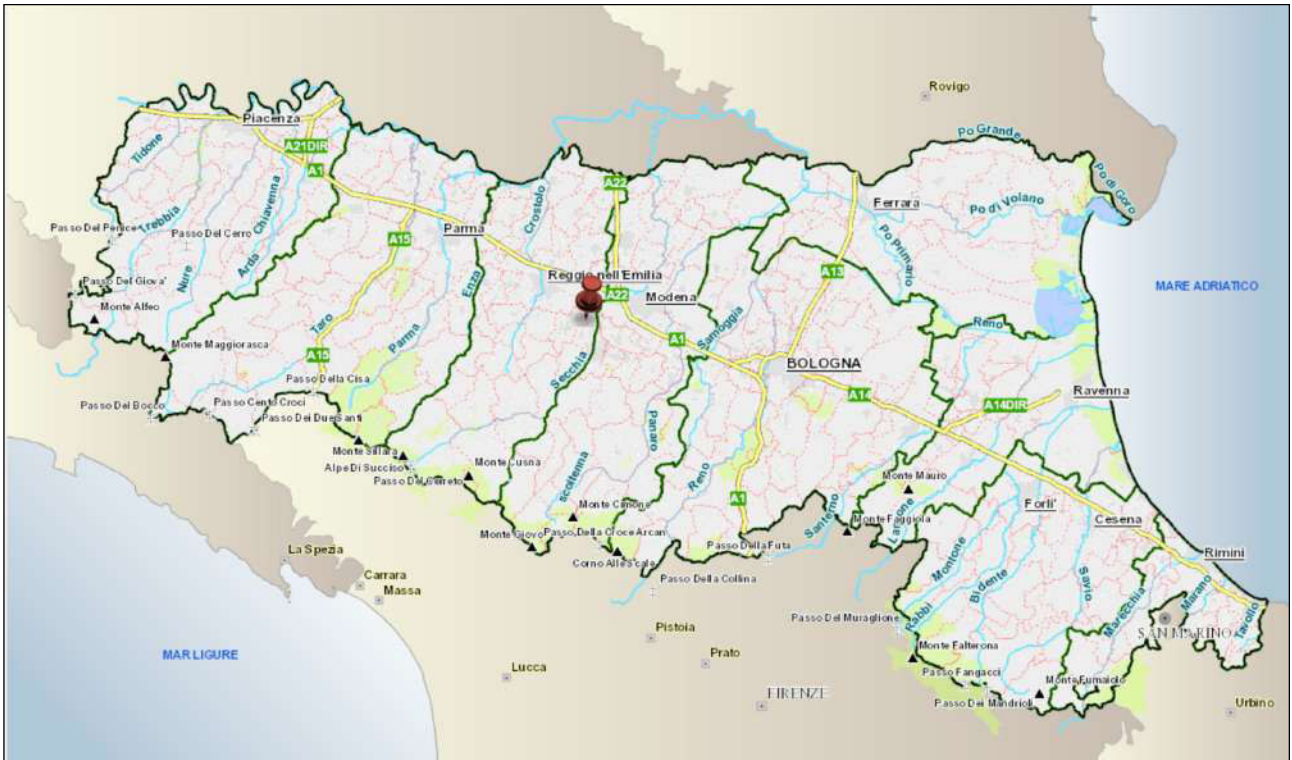 Rovigo
Po Grande
Piacenza
A21DIR
Tidone
A1
Po di Goro
A22
Ferrara
Po di Volano
Crostolo
Chiavenna
Trebbia
Passo Del Penice
Passo Del Cerro
Parma
A15
Po Primario
Arda
Nure
Enza
Reggio nell'Emilia
A13
Passo Del Giova'
A22
Modena
MARE ADRIATICO
Monte Alfeo
Taro
Parma
Samoggia
Reno
A1
Monte Maggiorasca
A15
Secchia
BOLOGNA
Passo Della Cisa
A14
Ravenna
Passo Cento Croci
A14DIR
Passo Del Bocco
Passo Dei Due Santi
Panaro
Monte Sillara
Alpe Di Succiso
Monte Cusna
Passo Del Cerreto
Reno
Monte Mauro
scoltenna
A1
Forli'
Monte Cimone
Santerno
Lamone
Cesena
Monte Faggiola
Passo Della Croce Arcan
Monte Giovo
Corno Alle Scale
Passo Della Futa
Rimini
La Spezia
Montone
Passo Della Collina
Carrara
Massa
Bidente
Savio
Marano
Marecchia
Rabbi
Tavollo
Passo Del Muraglione
Pistoia
SAN MARINO
MAR LIGURE
Monte Falterona
Prato
Lucca
Passo Fangacci
Monte Fumaiolo
FIRENZE
Passo Dei Mandrioli
Urbino